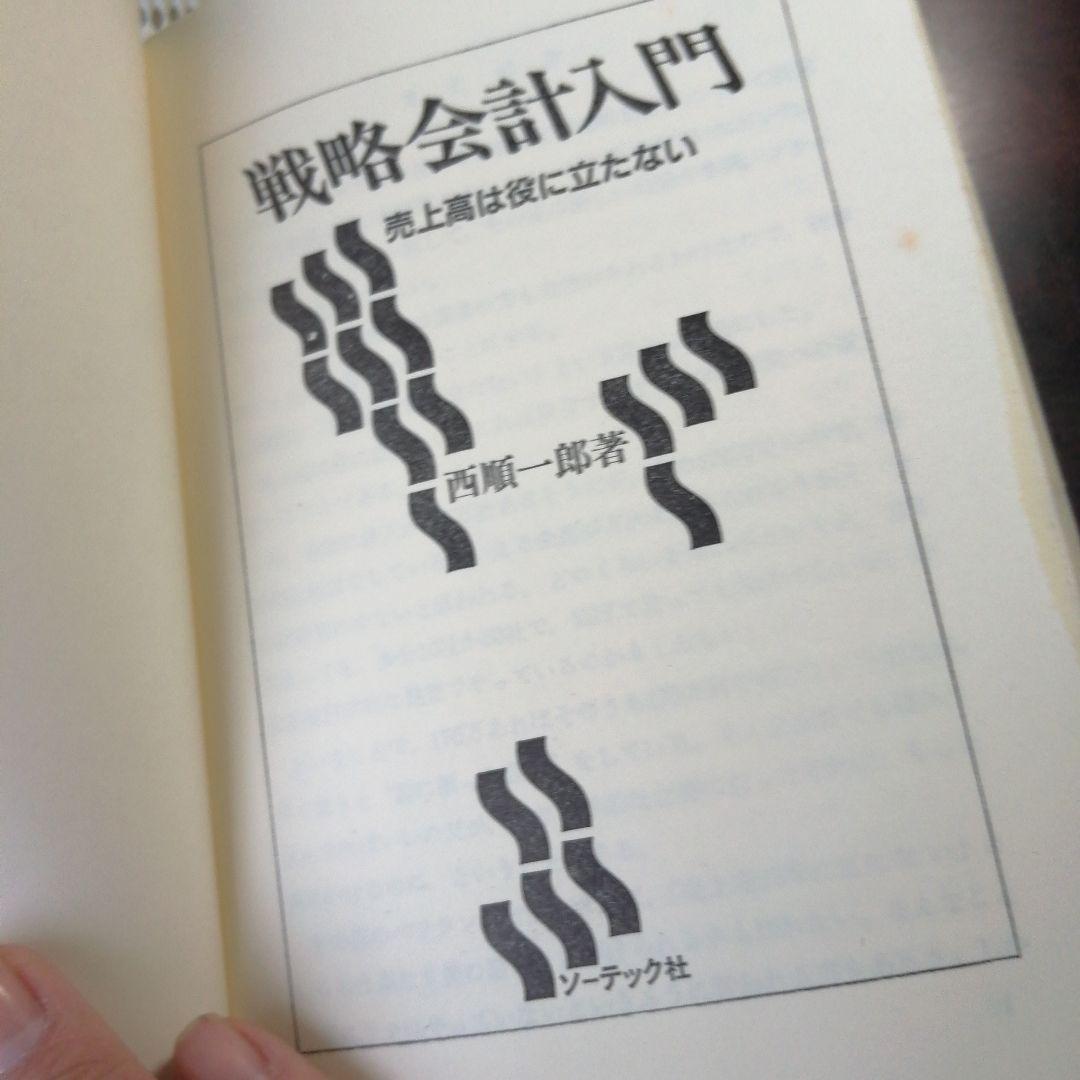 戦略会計入門
売上高は役に立たない
西順一郎著
ソーテック社